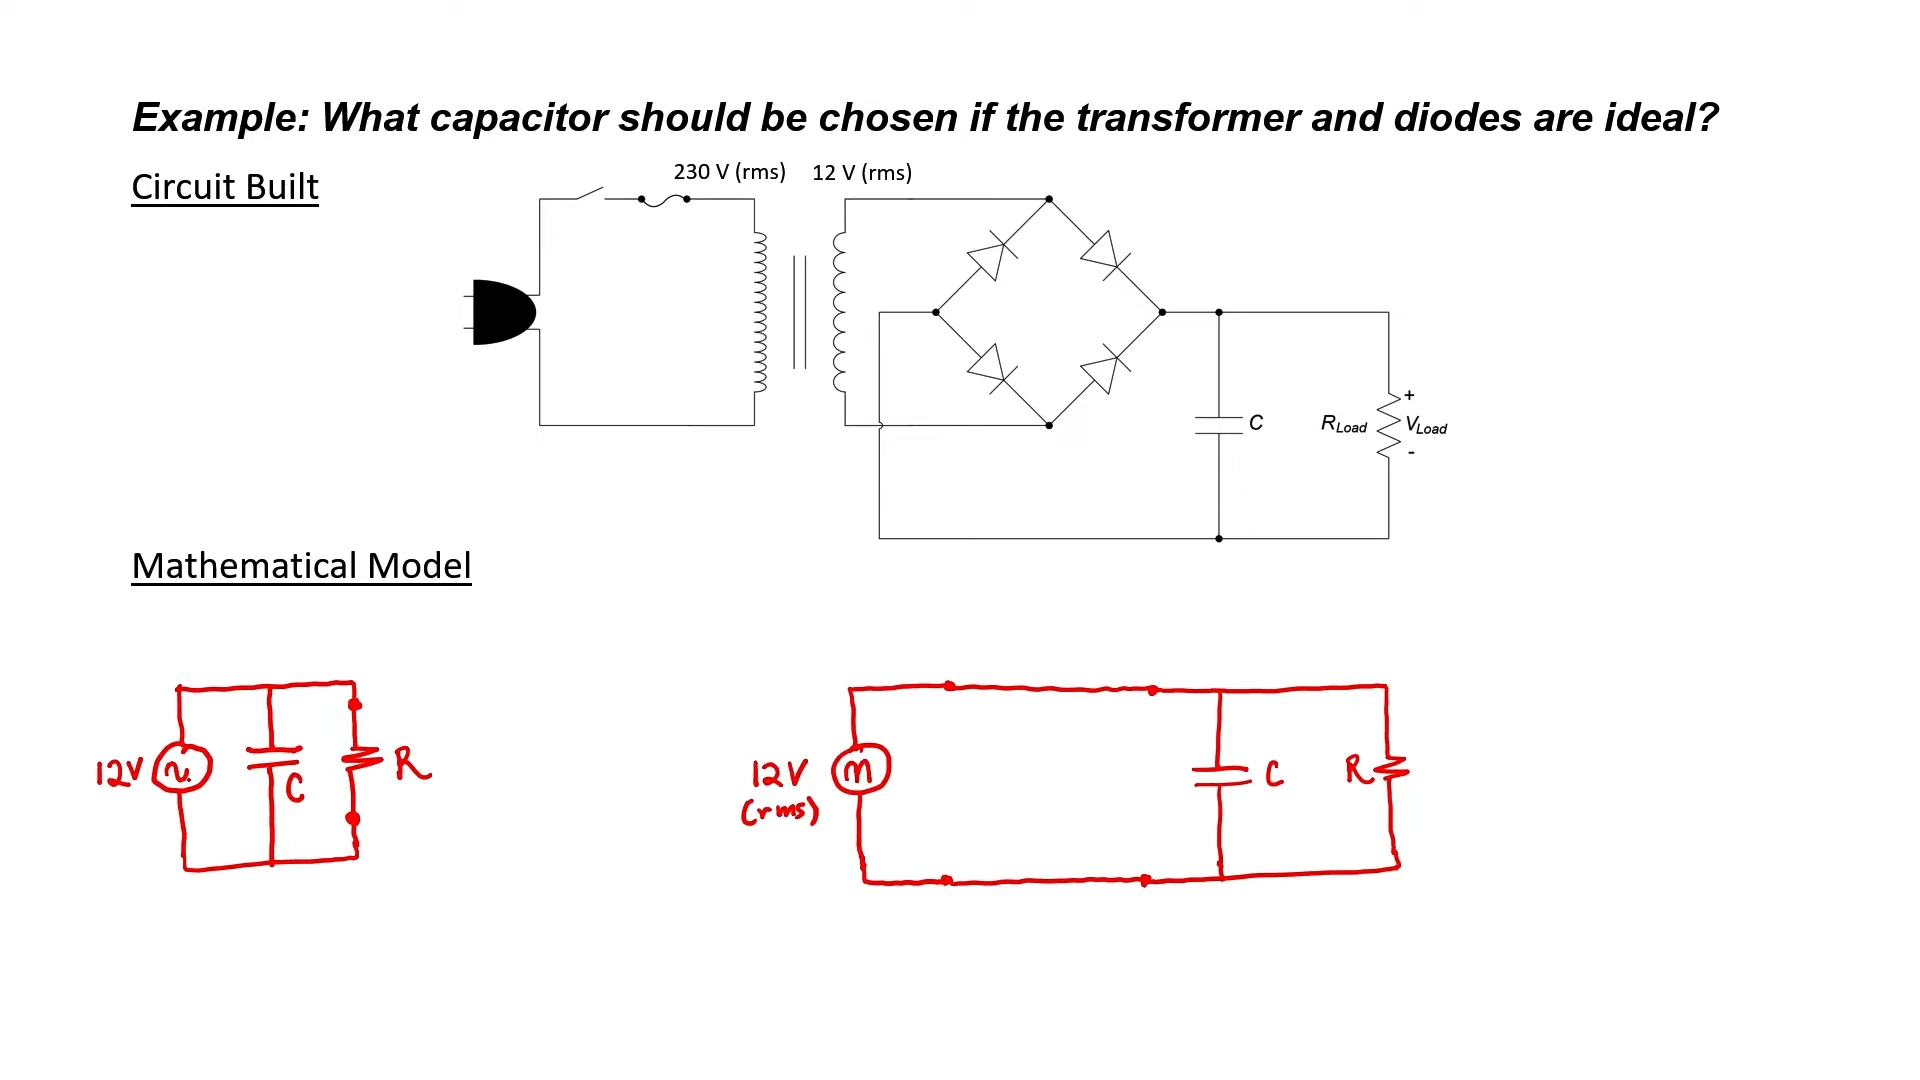 Example: What capacitor should be chosen if the transformer and diodes are ideal?
Circuit Built
230 V (rms) 12 V (rms)
+
C
RLoad
VLoad
-
Mathematical Model
12V
C
R
12V
(rms)
C
R